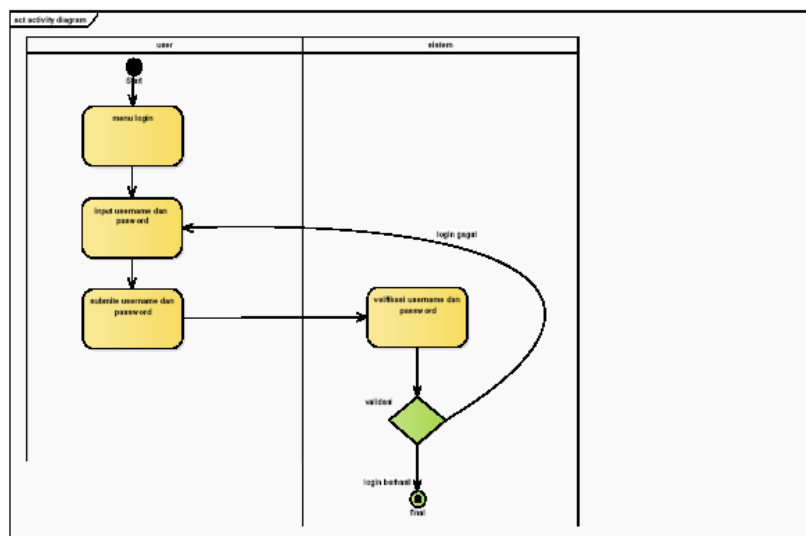 act activity diagram
user
sistem
Start
menu login
input username dan
password
login gagal
submite username dan
password
veifikasi username dan
password
validasi
login berhasil
final